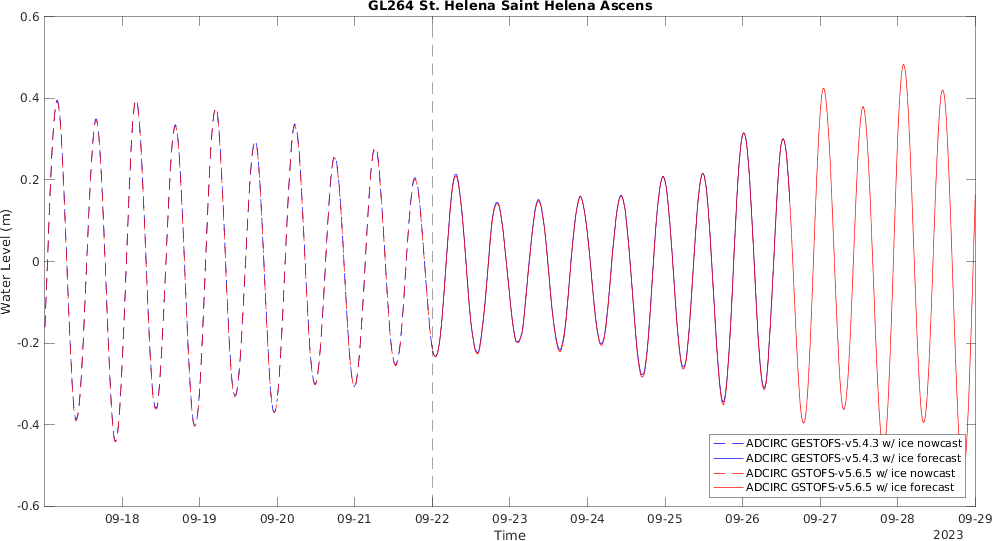 GL264 St. Helena Saint Helena Ascens
Water Level (m)
0.6
0.4
0.2
0
-0.2
-0.4
-0.6
ADCIRC GESTOFS-v5.4.3 w/ ice nowcast
ADCIRC GESTOFS-v5.4.3 w/ ice forecast
ADCIRC GSTOFS-v5.6.5 w/ ice nowcast
ADCIRC GSTOFS-v5.6.5 w/ ice forecast
09-18 09-19 09-20 09-21 09-22 09-23 09-24 09-25 09-26 09-27 09-28 09-29
Time
2023